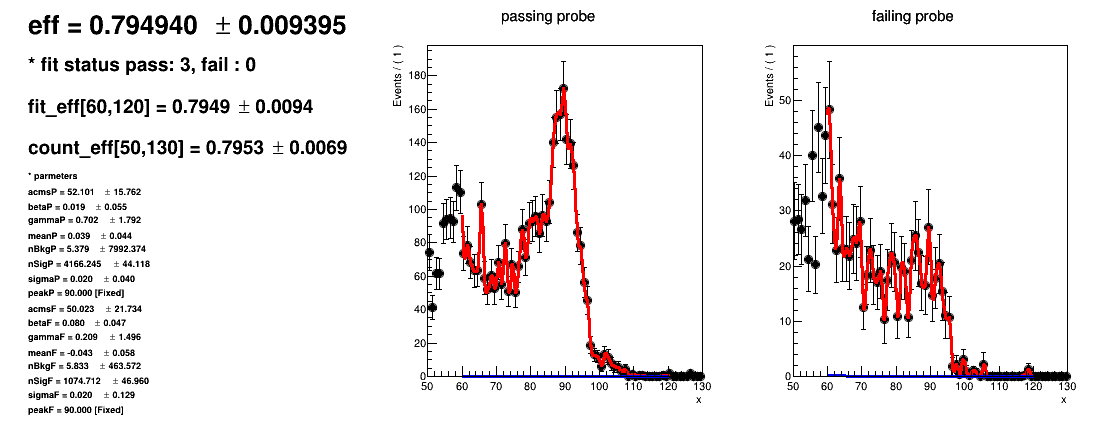 eff = 0.794940 ± 0.009395
* fit status pass: 3, fail : 0
fit_eff[60,120] = 0.7949 ± 0.0094
count_eff[50,130] = 0.7953 ± 0.0069
* parmeters
acmsP = 52.101 ± 15.762
betaP = 0.019 ± 0.055
gammaP = 0.702 ± 1.792
meanP = 0.039 ± 0.044
nBkgP = 5.379 ± 7992.374
nSigP = 4166.245 ± 44.118
sigmaP = 0.020 ± 0.040
peakP = 90.000 [Fixed]
acmsF = 50.023 ± 21.734
betaF = 0.080 ± 0.047
gammaF = 0.209 ± 1.496
meanF = -0.043 ± 0.058
nBkgF = 5.833 ± 463.572
nSigF = 1074.712 ± 46.960
sigmaF = 0.020 ± 0.129
peakF = 90.000 [Fixed]
passing probe
Events / ( 1 )
180
160
140
120
100
80
60
40
20
0
50 60 70 80 90 100 110 120 130
x
failing probe
Events / ( 1 )
50
40
30
20
10
0
50 60 70 80 90 100 110 120 130
x